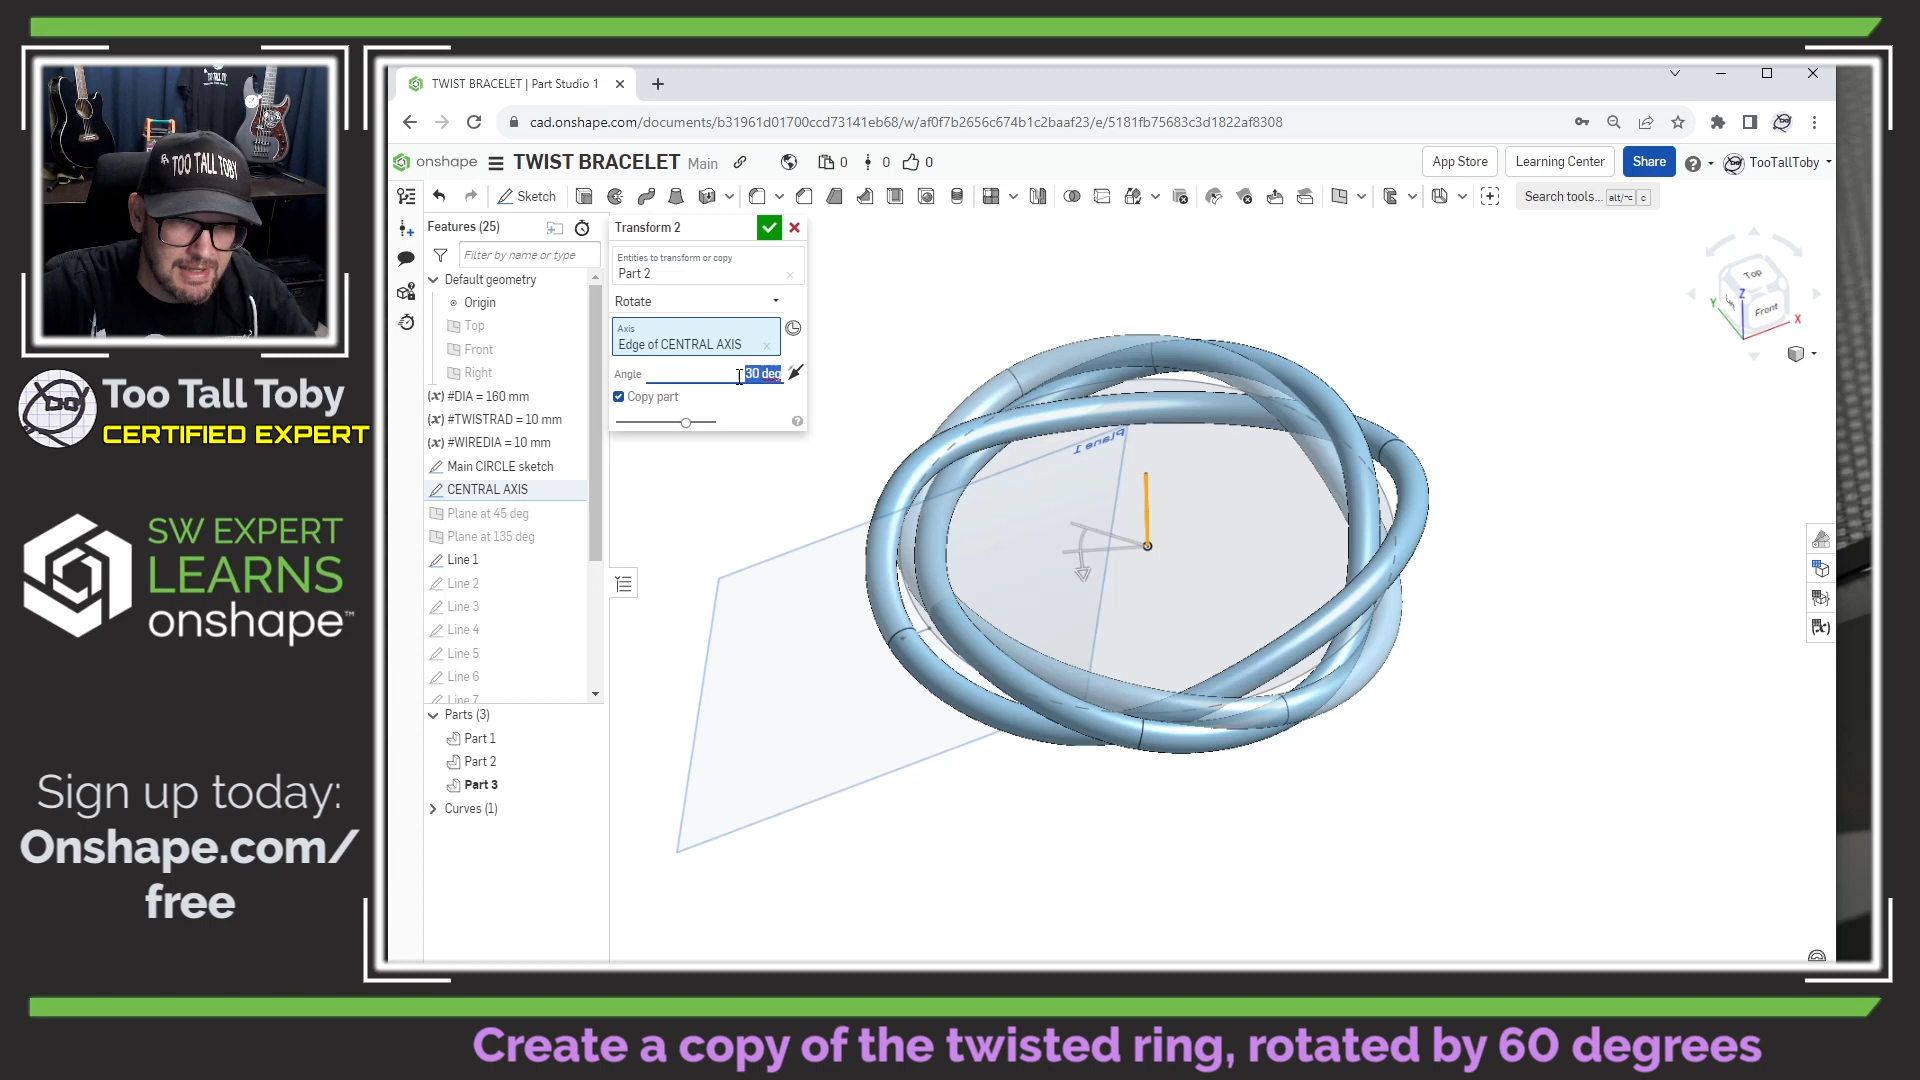 TOO TALL TOBY
Too Tall Toby
CERTIFIED EXPERT
SW EXPERT
LEARNS
onshape™
Sign up today:
Onshape.com/
free
TWIST BRACELET | Part Studio 1
cad.onshape.com/documents/b31961d01700ccd73141eb68/w/af0f7b2656c674b1c2baaf23/e/5181fb75683c3d1822af8308
onshape TWIST BRACELET Main 0 0 0 App Store Learning Center Share TooTallToby
Sketch Search tools... alt/⌥ c
Features (25)
Filter by name or type
Default geometry
Origin
Top
Front
Right
(x) #DIA = 160 mm
(x) #TWISTRAD = 10 mm
(x) #WIREDIA = 10 mm
Main CIRCLE sketch
CENTRAL AXIS
Plane at 45 deg
Plane at 135 deg
Line 1
Line 2
Line 3
Line 4
Line 5
Line 6
Line 7
Parts (3)
Part 1
Part 2
Part 3
Curves (1)
Transform 2
Entities to transform or copy
Part 2
Rotate
Axis
Edge of CENTRAL AXIS
Angle 30 deg
Copy part
Plane 1
Top
Left
Front
Z
Y
X
(x)
Create a copy of the twisted ring, rotated by 60 degrees